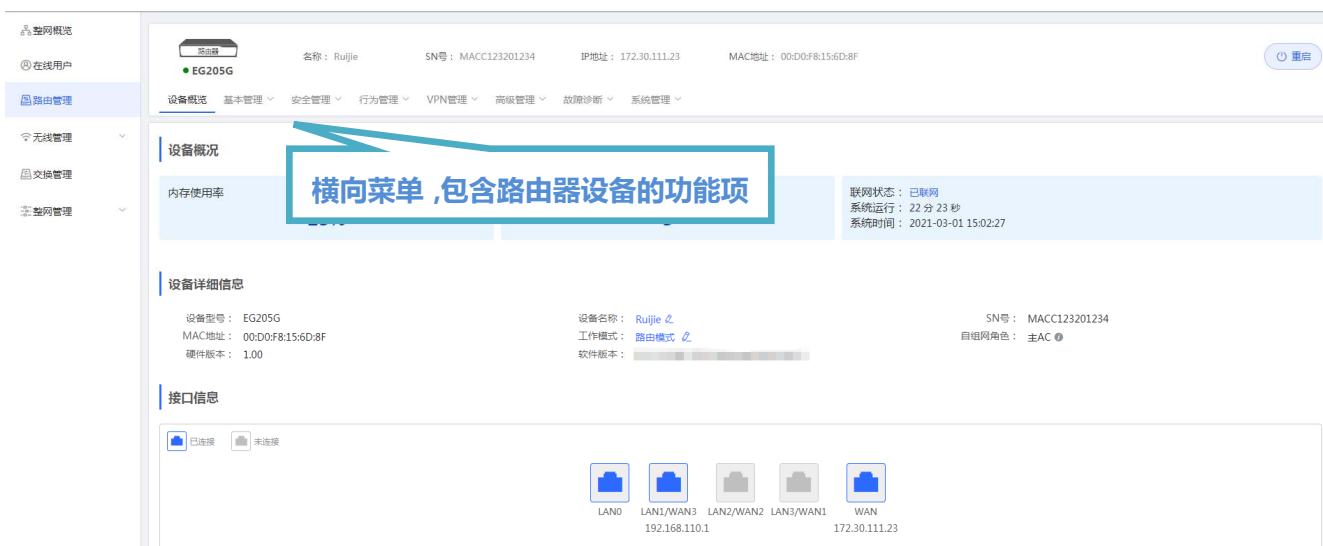 整网概览
在线用户
路由管理
无线管理
交换管理
整网管理
路由器
EG205G
名称： Ruijie
SN号： MACC123201234
IP地址： 172.30.111.23
MAC地址： 00:D0:F8:15:6D:8F
重启
设备概览 基本管理 安全管理 行为管理 VPN管理 高级管理 故障诊断 系统管理
设备概况
横向菜单 ,包含路由器设备的功能项
内存使用率
联网状态： 已联网
系统运行： 22 分 23 秒
系统时间： 2021-03-01 15:02:27
设备详细信息
设备型号： EG205G
设备名称： Ruijie
SN号： MACC123201234
MAC地址： 00:D0:F8:15:6D:8F
工作模式： 路由模式
自组网角色： 主AC
硬件版本： 1.00
软件版本：
接口信息
已连接 未连接
LAN0 LAN1/WAN3 LAN2/WAN2 LAN3/WAN1 WAN
192.168.110.1 172.30.111.23